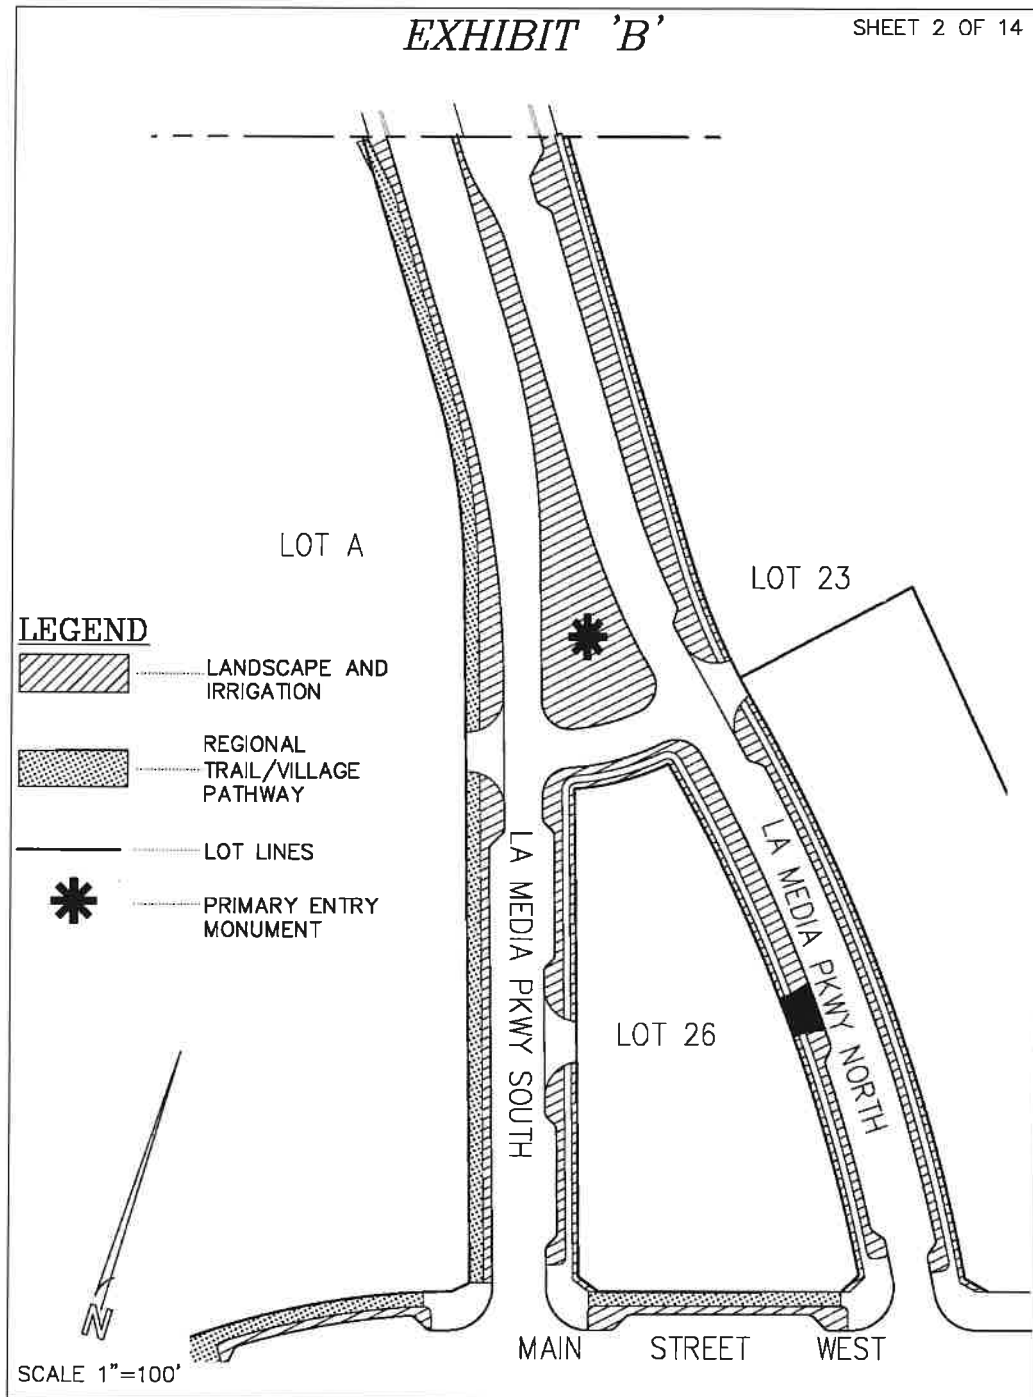 EXHIBIT 'B'
SHEET 2 OF 14
LOT A
LOT 23
LEGEND
LANDSCAPE AND
IRRIGATION
REGIONAL
TRAIL/VILLAGE
PATHWAY
LOT LINES
PRIMARY ENTRY
MONUMENT
LA MEDIA PKWY SOUTH
LA MEDIA PKWY NORTH
LOT 26
N
MAIN STREET WEST
SCALE 1"=100'